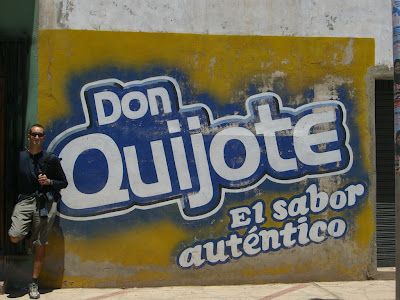 Don
Quijote
El sabor
auténtico